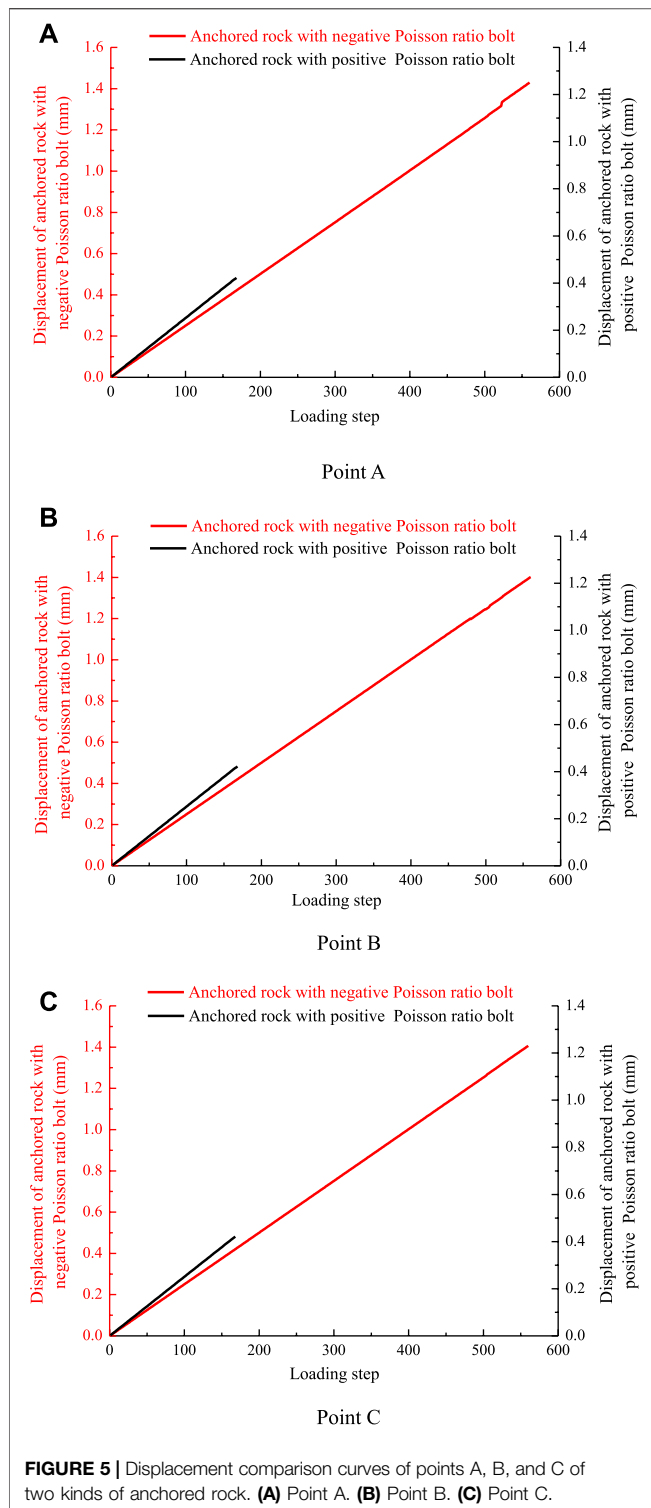 A
Anchored rock with negative Poisson ratio bolt
Anchored rock with positive Poisson ratio bolt
Displacement of anchored rock with
negative Poisson ratio bolt (mm)
1.6
1.4
1.2
1.0
0.8
0.6
0.4
0.2
0.0
1.4
1.2
1.0
0.8
0.6
0.4
0.2
0.0
Displacement of anchored rock with
positive Poisson ratio bolt (mm)
0 100 200 300 400 500 600
Loading step
Point A
B
Anchored rock with negative Poisson ratio bolt
Anchored rock with positive Poisson ratio bolt
Displacement of anchored rock with
negative Poisson ratio bolt (mm)
1.6
1.4
1.2
1.0
0.8
0.6
0.4
0.2
0.0
1.4
1.2
1.0
0.8
0.6
0.4
0.2
0.0
Displacement of anchored rock with
positive Poisson ratio bolt (mm)
0 100 200 300 400 500 600
Loading step
Point B
C
Anchored rock with negative Poisson ratio bolt
Anchored rock with positive Poisson ratio bolt
Displacement of anchored rock with
negative Poisson ratio bolt (mm)
1.6
1.4
1.2
1.0
0.8
0.6
0.4
0.2
0.0
1.4
1.2
1.0
0.8
0.6
0.4
0.2
0.0
Displacement of anchored rock with
positive Poisson ratio bolt (mm)
0 100 200 300 400 500 600
Loading step
Point C
FIGURE 5 | Displacement comparison curves of points A, B, and C of
two kinds of anchored rock. (A) Point A. (B) Point B. (C) Point C.